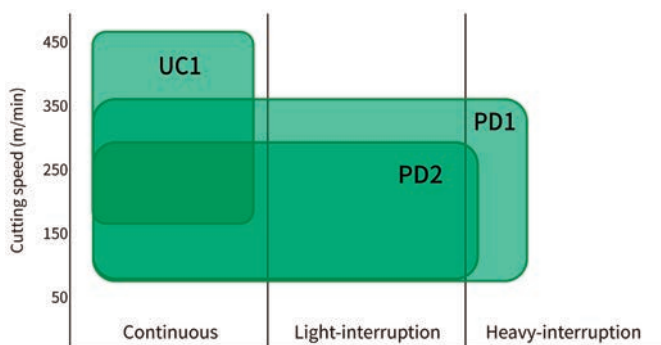 450
UC1
350
PD1
250
PD2
150
50
Cutting speed (m/min)
Continuous
Light-interruption
Heavy-interruption